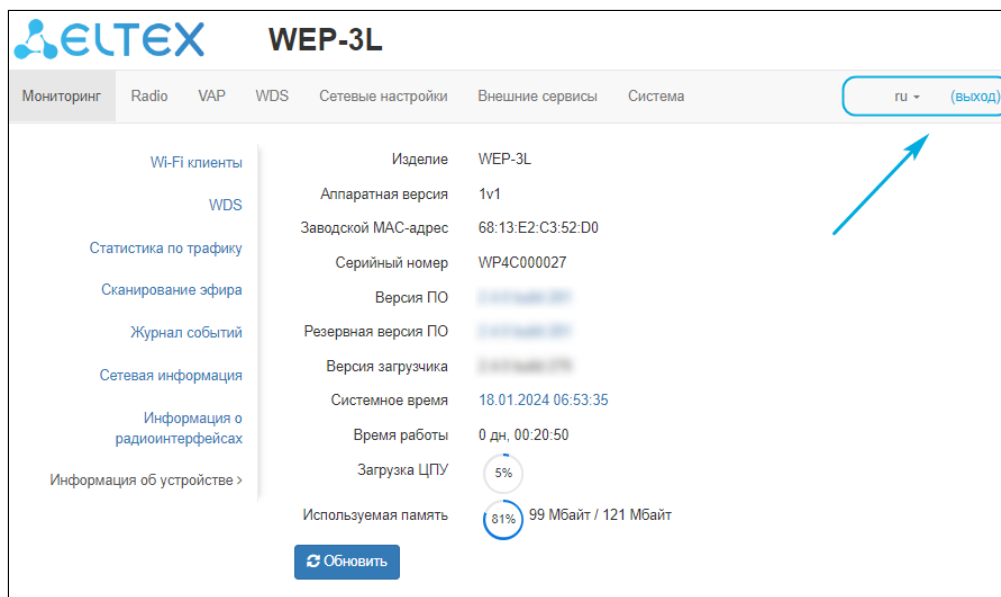 ELTEX WEP-3L
Мониторинг Radio VAP WDS Сетевые настройки Внешние сервисы Система ru (выход)
Wi-Fi клиенты
WDS
Статистика по трафику
Сканирование эфира
Журнал событий
Сетевая информация
Информация о
радиоинтерфейсах
Информация об устройстве >
Изделие WEP-3L
Аппаратная версия 1v1
Заводской MAC-адрес 68:13:E2:C3:52:D0
Серийный номер WP4C000027
Версия ПО
Резервная версия ПО
Версия загрузчика
Системное время 18.01.2024 06:53:35
Время работы 0 дн, 00:20:50
Загрузка ЦПУ 5%
Используемая память 81% 99 Мбайт / 121 Мбайт
Обновить